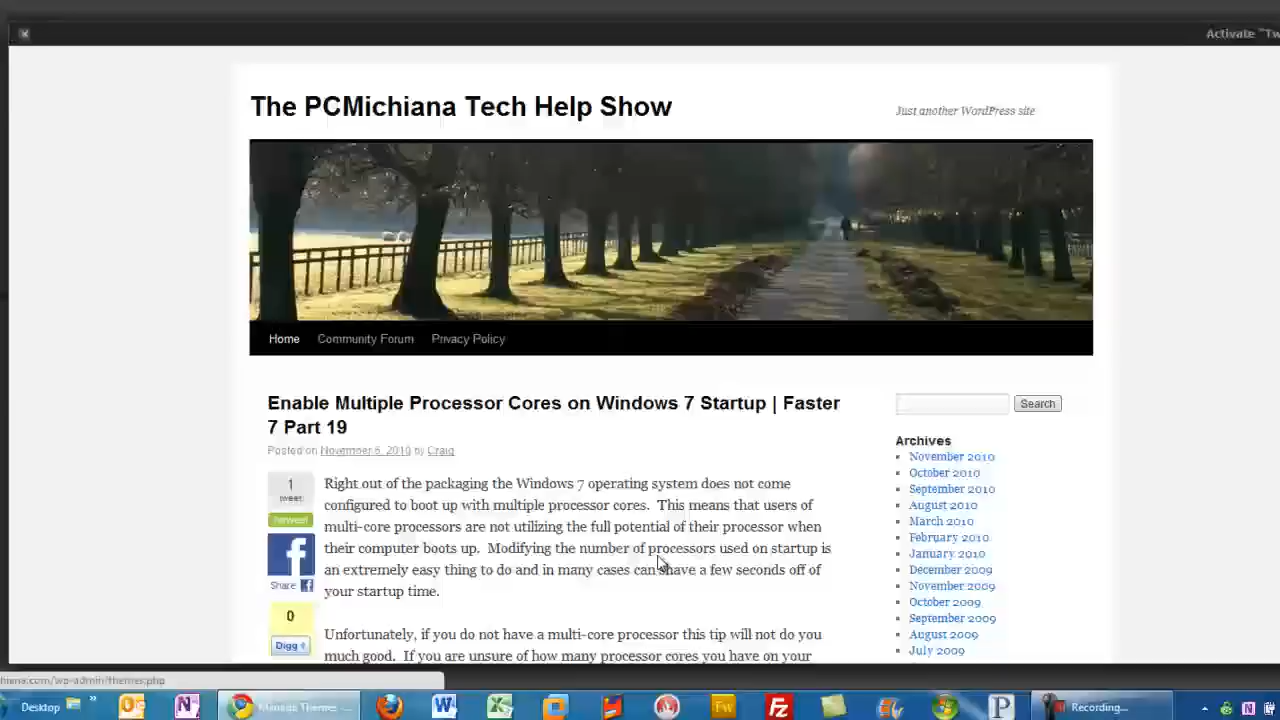 Activate "Tw
The PCMichiana Tech Help Show
Just another WordPress site
Home Community Forum Privacy Policy
Enable Multiple Processor Cores on Windows 7 Startup | Faster
7 Part 19
Search
Posted on November 6, 2010 by Craig
Archives
November 2010
October 2010
September 2010
August 2010
March 2010
February 2010
January 2010
December 2009
November 2009
October 2009
September 2009
August 2009
July 2009
1
tweet
retweet
Share
0
Digg
Right out of the packaging the Windows 7 operating system does not come
configured to boot up with multiple processor cores. This means that users of
multi-core processors are not utilizing the full potential of their processor when
their computer boots up. Modifying the number of processors used on startup is
an extremely easy thing to do and in many cases can shave a few seconds off of
your startup time.
Unfortunately, if you do not have a multi-core processor this tip will not do you
much good. If you are unsure of how many processor cores you have on your
hiana.com/wp-admin/themes.php
Desktop
Manage Themes
Recording...